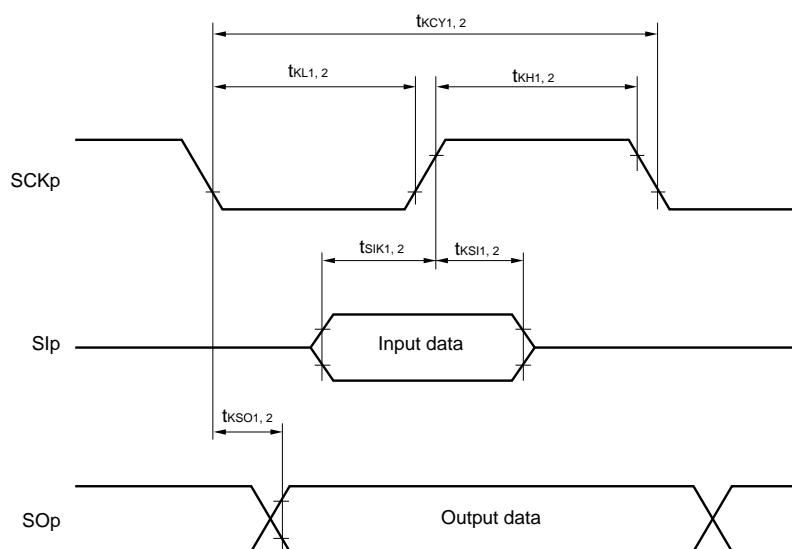 tKCY1, 2
tKL1, 2
tKH1, 2
SCKp
tSIK1, 2
tKSI1, 2
SIp
Input data
tKSO1, 2
SOp
Output data